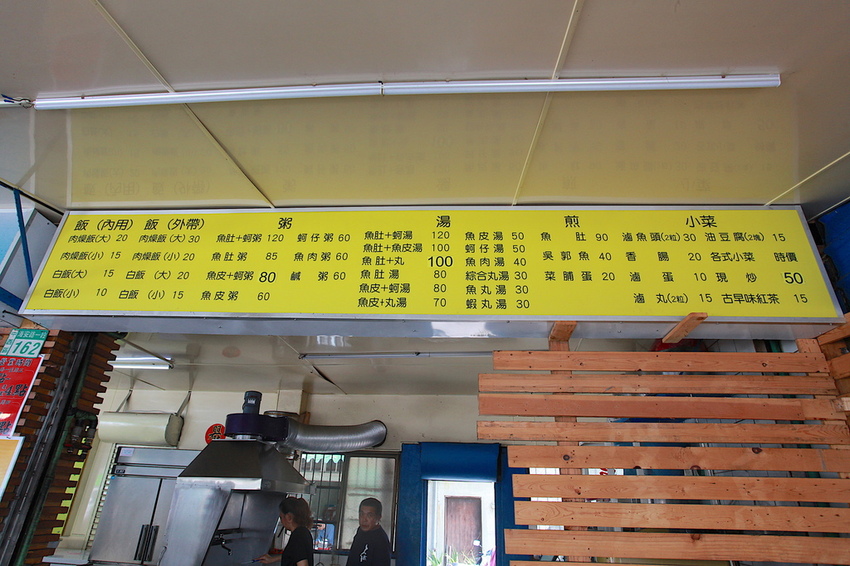 飯（內用） 飯（外帶） 粥 湯 煎 小菜
肉燥飯(大) 20 肉燥飯 (大) 30 魚肚+蚵粥 120 蚵仔粥 60 魚肚+蚵湯 120 魚皮湯 50 魚肚 90 滷魚頭(2粒) 30 油豆腐(2塊) 15
肉燥飯(小) 15 肉燥飯 (小) 20 魚肚粥 85 魚肉粥 60 魚肚+魚皮湯 100 蚵仔湯 50 吳郭魚 40 香腸 20 各式小菜 時價
白飯(大) 15 白飯 (大) 20 魚皮+蚵粥 80 鹹粥 60 魚肚+丸 100 魚肉湯 40 菜脯蛋 20 滷蛋 10 現炒 50
白飯(小) 10 白飯 (小) 15 魚皮粥 60 魚肚湯 80 綜合丸湯 30 滷丸(2粒) 15 古早味紅茶 15
魚皮+蚵湯 80 魚丸湯 30
魚皮+丸湯 70 蝦丸湯 30
162